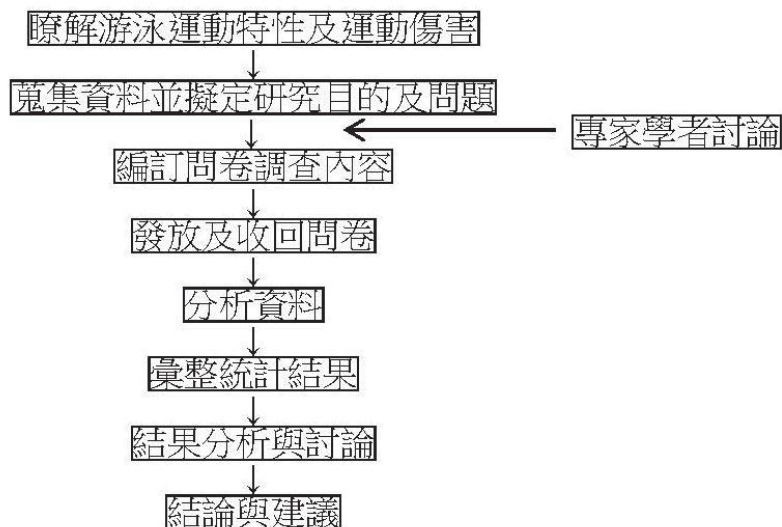 瞭解游泳運動特性及運動傷害
蒐集資料並擬定研究目的及問題
專家學者討論
編訂問卷調查內容
發放及收回問卷
分析資料
彙整統計結果
結果分析與討論
結論與建議